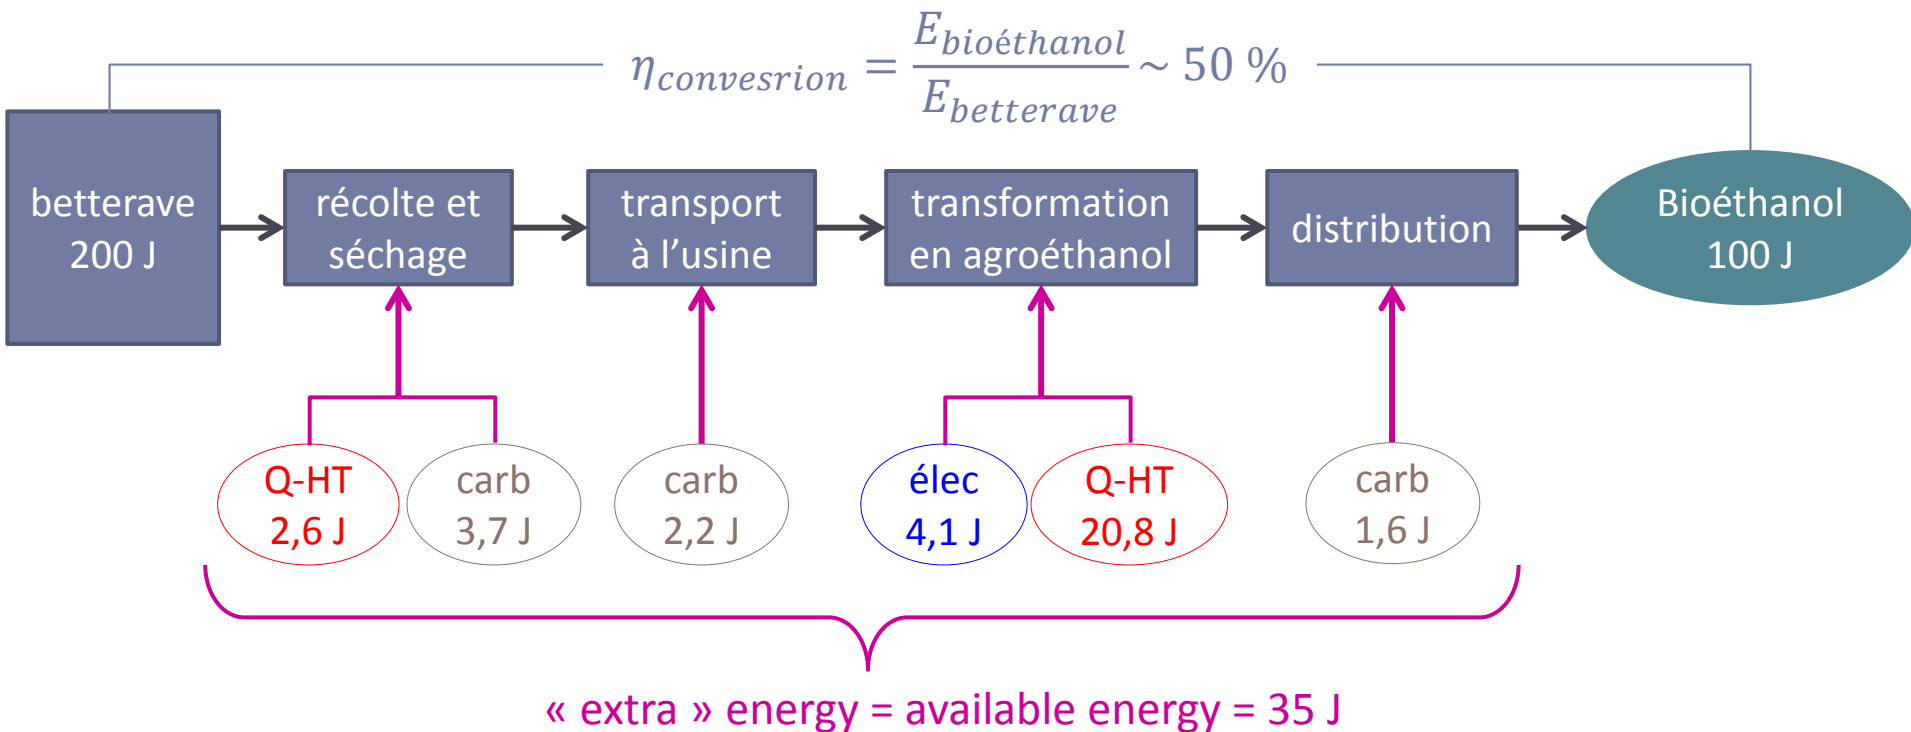 η_convesrion = E_bioéthanol / E_betterave ~ 50 %
betterave
200 J
récolte et
séchage
transport
à l'usine
transformation
en agroéthanol
distribution
Bioéthanol
100 J
Q-HT
2,6 J
carb
3,7 J
carb
2,2 J
élec
4,1 J
Q-HT
20,8 J
carb
1,6 J
« extra » energy = available energy = 35 J